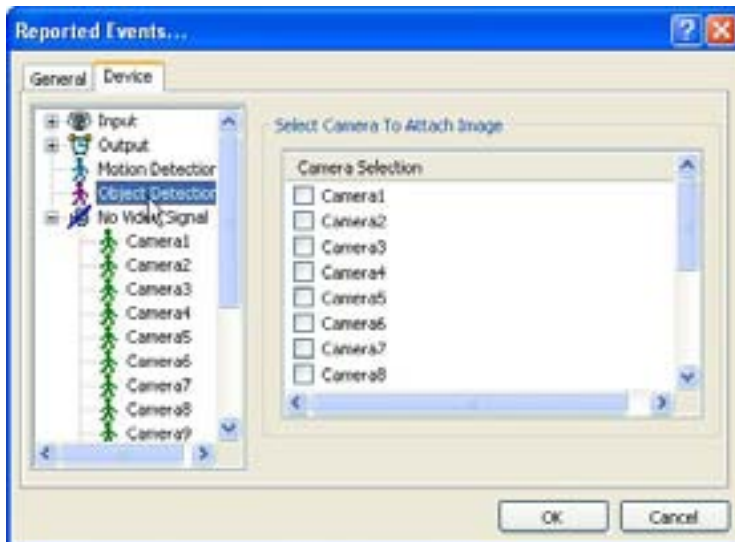 Reported Events...
General
Device
Input
Output
Motion Detection
Object Detection
No Video Signal
Camera1
Camera2
Camera3
Camera4
Camera5
Camera6
Camera7
Camera8
Camera9
Select Camera To Attach Image
Camera Selection
Camera1
Camera2
Camera3
Camera4
Camera5
Camera6
Camera7
Camera8
OK
Cancel